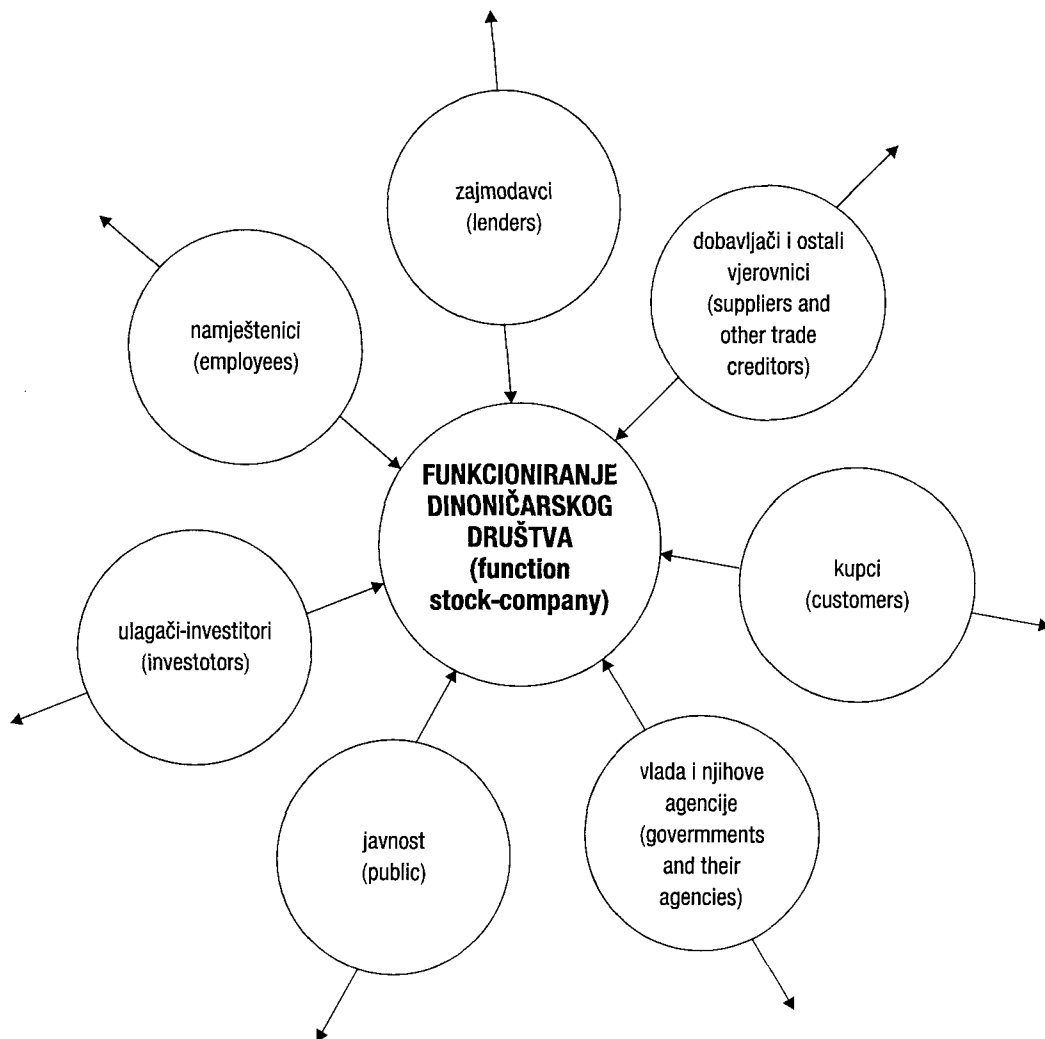 zajmodavci
(lenders)
dobavljači i ostali
vjerovnici
(suppliers and
other trade
creditors)
namještenici
(employees)
FUNKCIONIRANJE
DINONIČARSKOG
DRUŠTVA
(function
stock-company)
kupci
(customers)
ulagači-investitori
(investotors)
vlada i njihove
agencije
(govermments
and their
agencies)
javnost
(public)